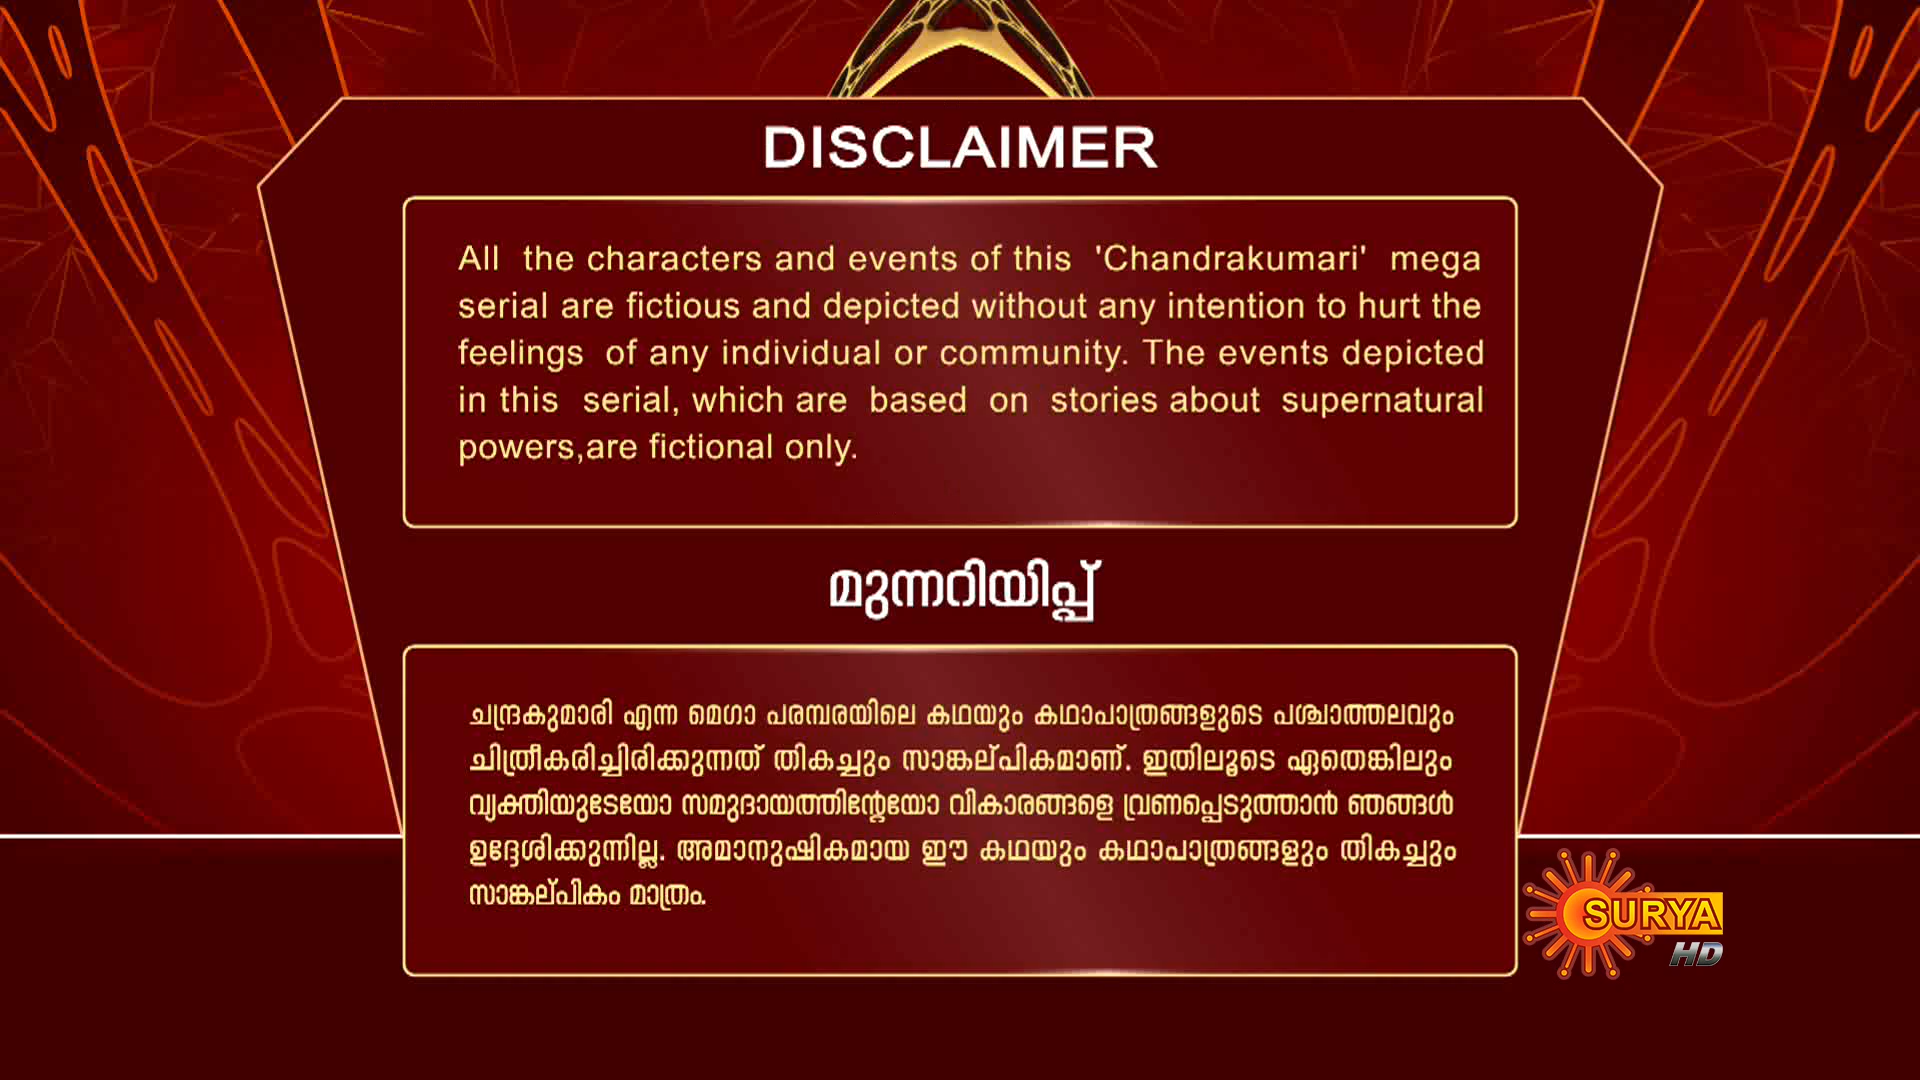 DISCLAIMER
All the characters and events of this 'Chandrakumari' mega
serial are fictious and depicted without any intention to hurt the
feelings of any individual or community. The events depicted
in this serial, which are based on stories about supernatural
powers,are fictional only.
മുന്നറിയിപ്പ്
ചന്ദ്രകുമാരി എന്ന മെഗാ പരമ്പരയിലെ കഥയും കഥാപാത്രങ്ങളുടെ പശ്ചാത്തലവും
ചിത്രീകരിച്ചിരിക്കുന്നത് തികച്ചും സാങ്കല്പികമാണ്. ഇതിലൂടെ ഏതെങ്കിലും
വ്യക്തിയുടേയോ സമുദായത്തിന്റേയോ വികാരങ്ങളെ വ്രണപ്പെടുത്താൻ ഞങ്ങൾ
ഉദ്ദേശിക്കുന്നില്ല. അമാനുഷികമായ ഈ കഥയും കഥാപാത്രങ്ങളും തികച്ചും
സാങ്കല്പികം മാത്രം.
SURYA
HD